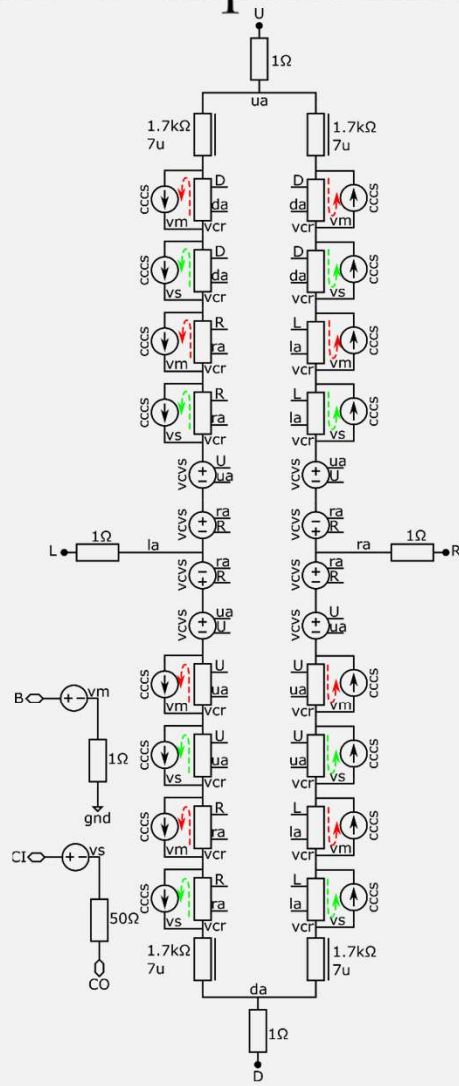 U
1Ω
ua
1.7kΩ 1.7kΩ
7u 7u
D D
cccs da da cccs
vm vcr vcr vm
D D
cccs da da cccs
vs vcr vcr vs
R L
cccs ra la cccs
vm vcr vcr vm
R L
cccs ra la cccs
vs vcr vcr vs
vcvs + - U ua vcvs + - ua U
vcvs + - ra R vcvs + - ra R
L 1Ω la ra 1Ω R
vcvs - + ra R vcvs - + ra R
vcvs + - ua U vcvs + - U ua
U U
cccs ua ua cccs
vm vcr vcr vm
B + - vm
U U
cccs ua ua cccs
vs vcr vcr vs
1Ω
gnd
R L
cccs ra la cccs
vm vcr vcr vm
CI + - vs
R L
cccs ra la cccs
vs vcr vcr vs
50Ω
CO
1.7kΩ 1.7kΩ
7u 7u
da
1Ω
D